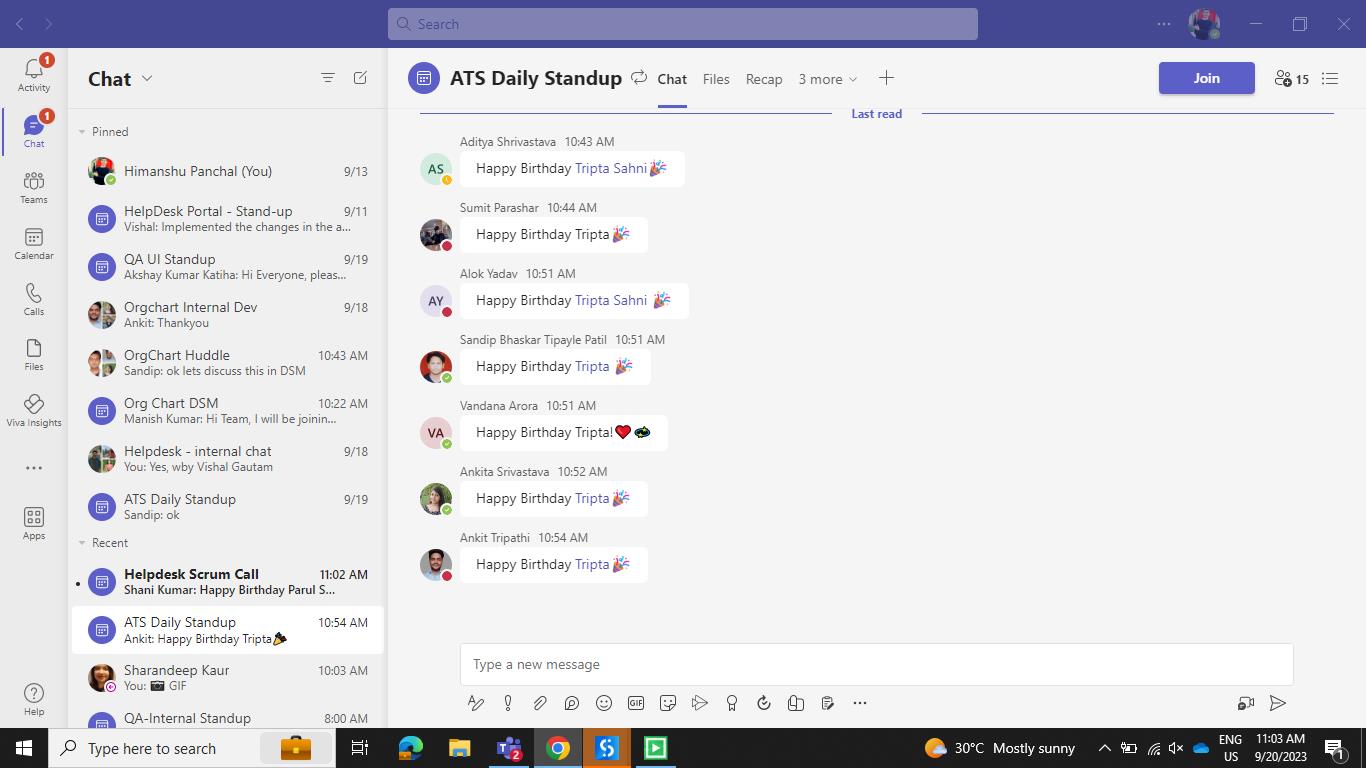 Search
1
Activity
1
Chat
Teams
Calendar
Calls
Files
Viva Insights
Apps
Help
Chat
Pinned
Himanshu Panchal (You) 9/13
HelpDesk Portal - Stand-up 9/11
Vishal: Implemented the changes in the a...
QA UI Standup 9/19
Akshay Kumar Katiha: Hi Everyone, pleas...
Orgchart Internal Dev 9/18
Ankit: Thankyou
OrgChart Huddle 10:43 AM
Sandip: ok lets discuss this in DSM
Org Chart DSM 10:22 AM
Manish Kumar: Hi Team, I will be joinin...
Helpdesk - internal chat 9/18
You: Yes, wby Vishal Gautam
ATS Daily Standup 9/19
Sandip: ok
Recent
Helpdesk Scrum Call 11:02 AM
Shani Kumar: Happy Birthday Parul S...
ATS Daily Standup 10:54 AM
Ankit: Happy Birthday Tripta🎉
Sharandeep Kaur 10:03 AM
You: 📷 GIF
QA-Internal Standup 8:00 AM
ATS Daily Standup Chat Files Recap 3 more Join 15
Last read
Aditya Shrivastava 10:43 AM
AS Happy Birthday Tripta Sahni🎉
Sumit Parashar 10:44 AM
Happy Birthday Tripta🎉
Alok Yadav 10:51 AM
AY Happy Birthday Tripta Sahni 🎉
Sandip Bhaskar Tipayle Patil 10:51 AM
Happy Birthday Tripta 🎉
Vandana Arora 10:51 AM
VA Happy Birthday Tripta!❤️💫
Ankita Srivastava 10:52 AM
Happy Birthday Tripta🎉
Ankit Tripathi 10:54 AM
Happy Birthday Tripta🎉
Type a new message
GIF
Type here to search
2
30°C Mostly sunny
ENG
US
11:03 AM
9/20/2023
1